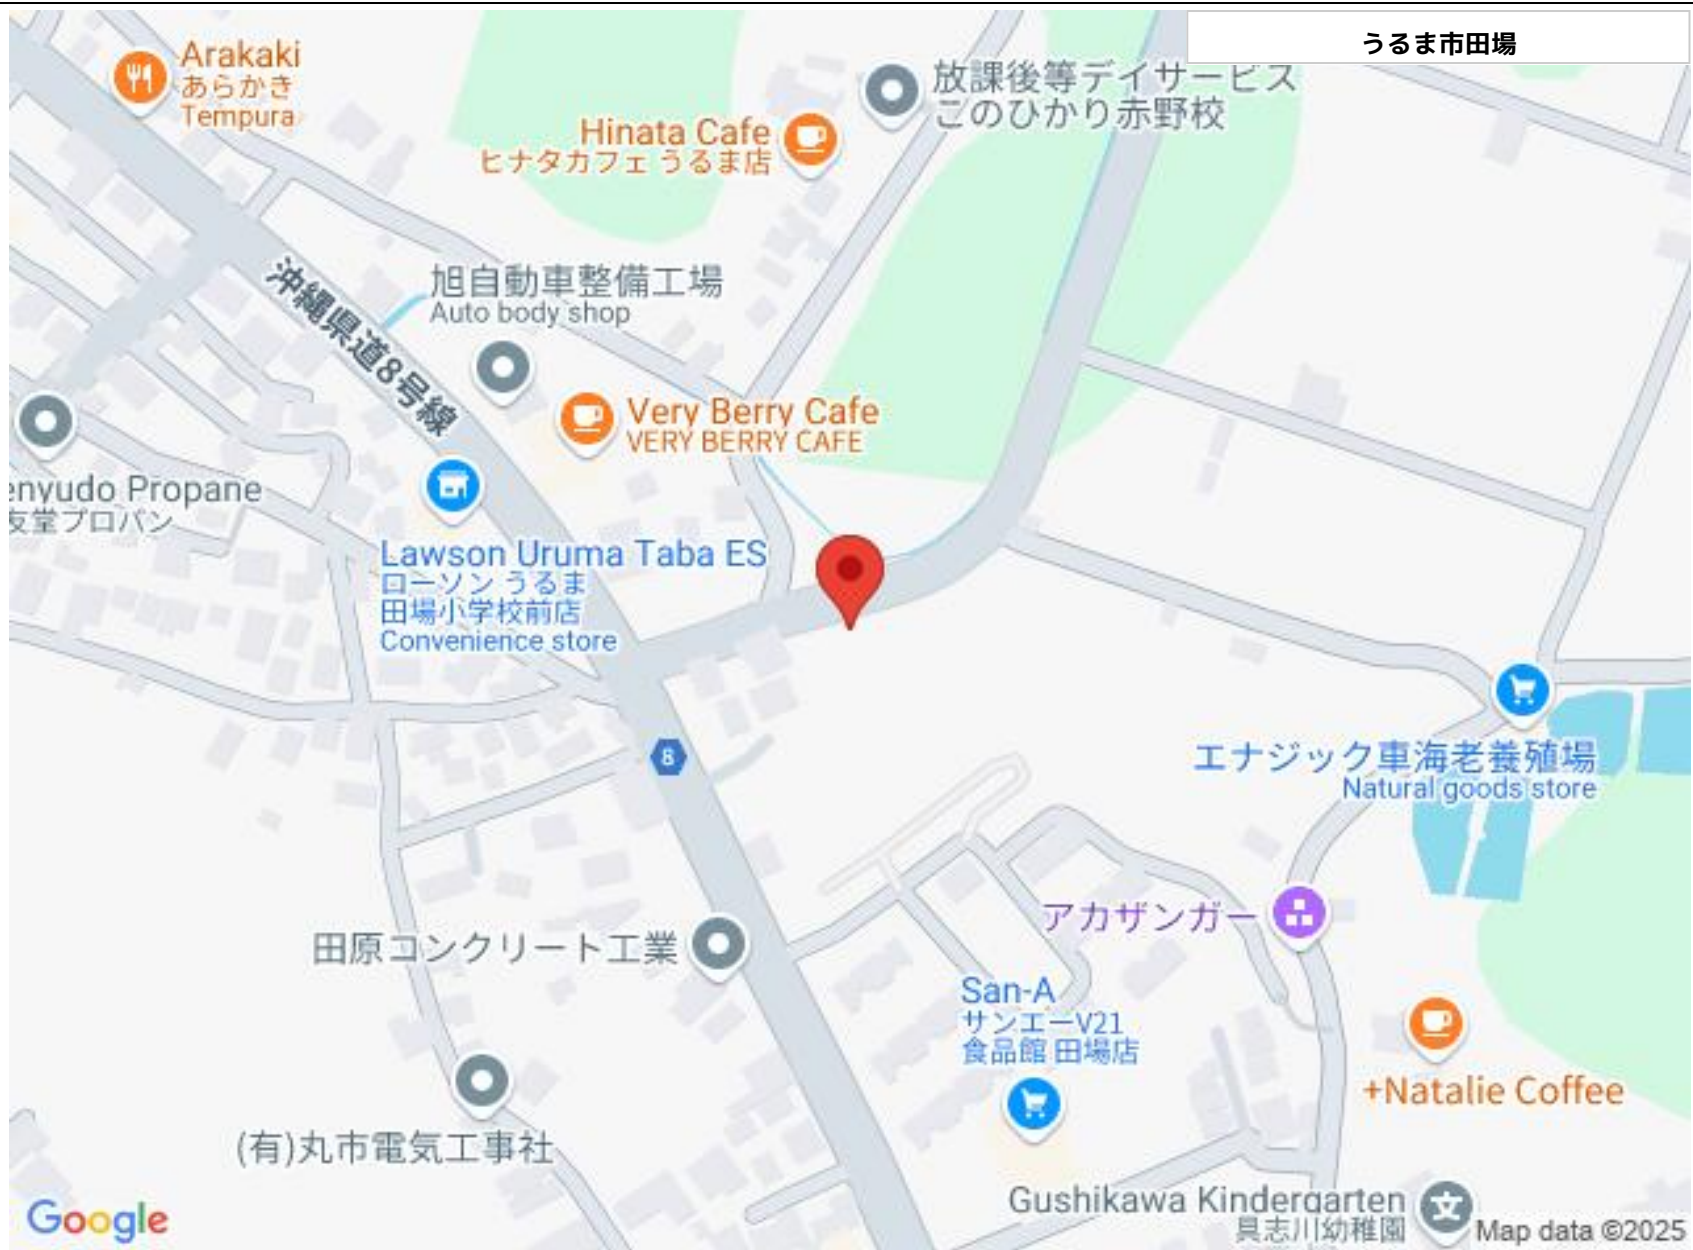 うるま市田場
Arakaki
あらかき
Tempura
放課後等デイサービス
このひかり赤野校
Hinata Cafe
ヒナタカフェ うるま店
沖縄県道8号線
旭自動車整備工場
Auto body shop
Very Berry Cafe
VERY BERRY CAFE
enyudo Propane
友堂プロパン
Lawson Uruma Taba ES
ローソン うるま
田場小学校前店
Convenience store
8
エナジック車海老養殖場
Natural goods store
アカザンガー
田原コンクリート工業
San-A
サンエーV21
食品館 田場店
+Natalie Coffee
(有)丸市電気工事社
Gushikawa Kindergarten
具志川幼稚園
Google
Map data ©2025